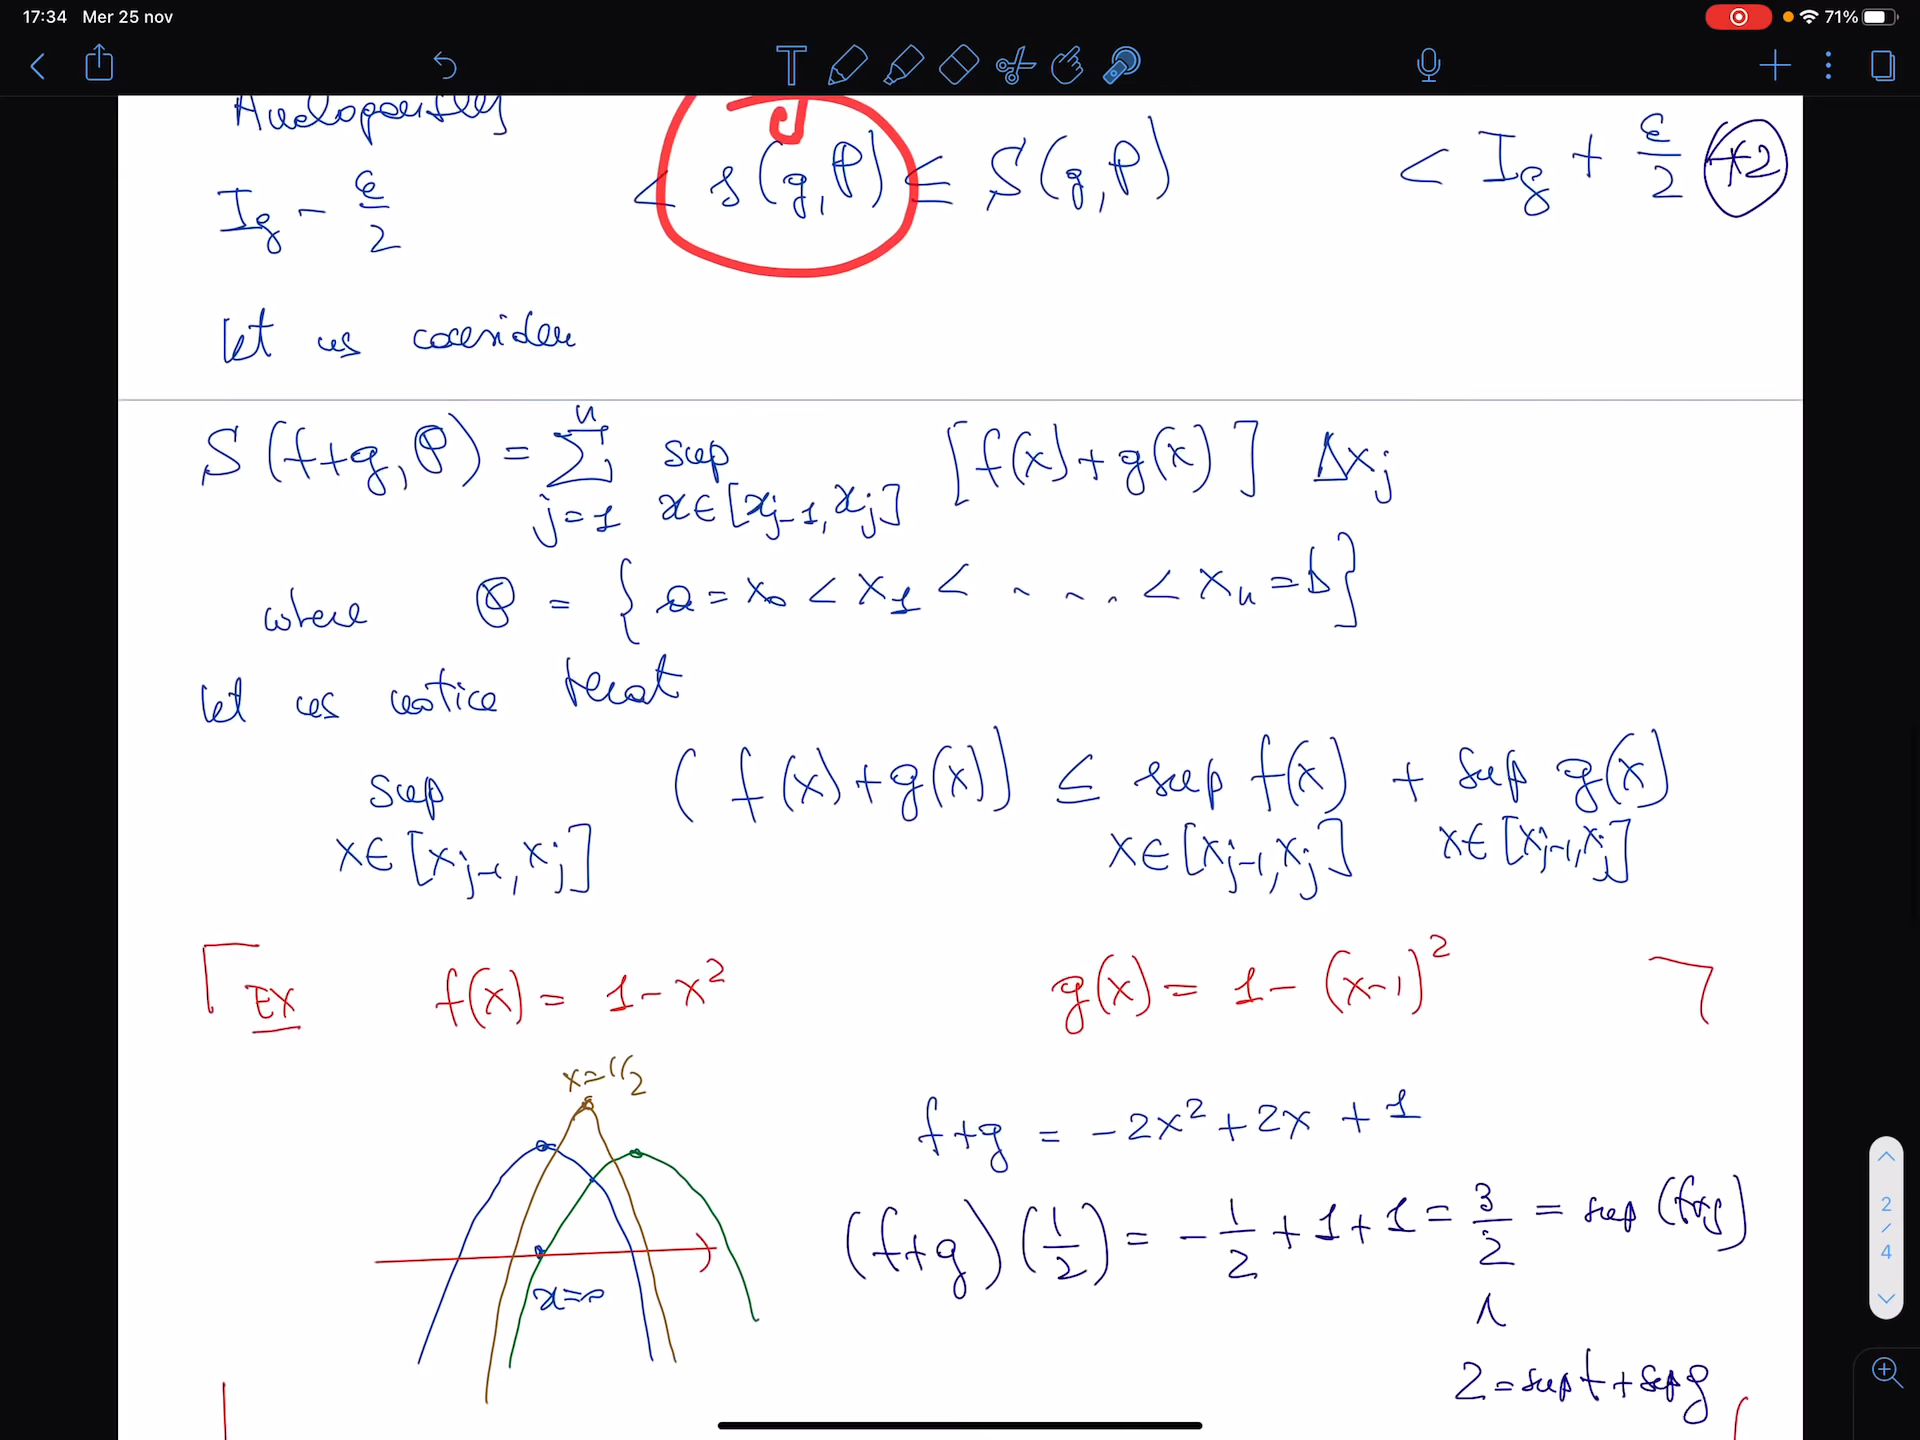 17:34 Mer 25 nov 71%
Analogously
I_g - ε/2 < s(g,P) ≤ S(g,P) < I_g + ε/2 (*2)
let us consider
S(f+g,P) = Σ_{j=1}^{n} sup_{x∈[x_{j-1},x_j]} [f(x)+g(x)] Δx_j
where P = {a = x_0 < x_1 < .... < x_n = b}
let us notice that
sup_{x∈[x_{j-1},x_j]} (f(x)+g(x)) ≤ sup_{x∈[x_{j-1},x_j]} f(x) + sup_{x∈[x_{j-1},x_j]} g(x)
EX f(x) = 1-x² g(x) = 1-(x-1)²
x=1/2
f+g = -2x²+2x+1
(f+g)(1/2) = -1/2+1+1 = 3/2 = sup(f+g)
x=0
∧
2 = sup f + sup g
2
/
4